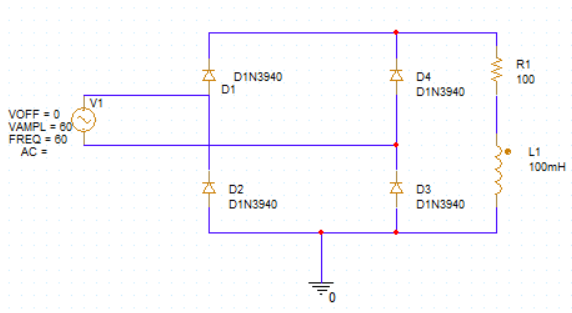 R1
100
D1N3940
D1
D4
D1N3940
V1
VOFF = 0
VAMPL = 60
FREQ = 60
AC =
L1
100mH
D2
D1N3940
D3
D1N3940
0